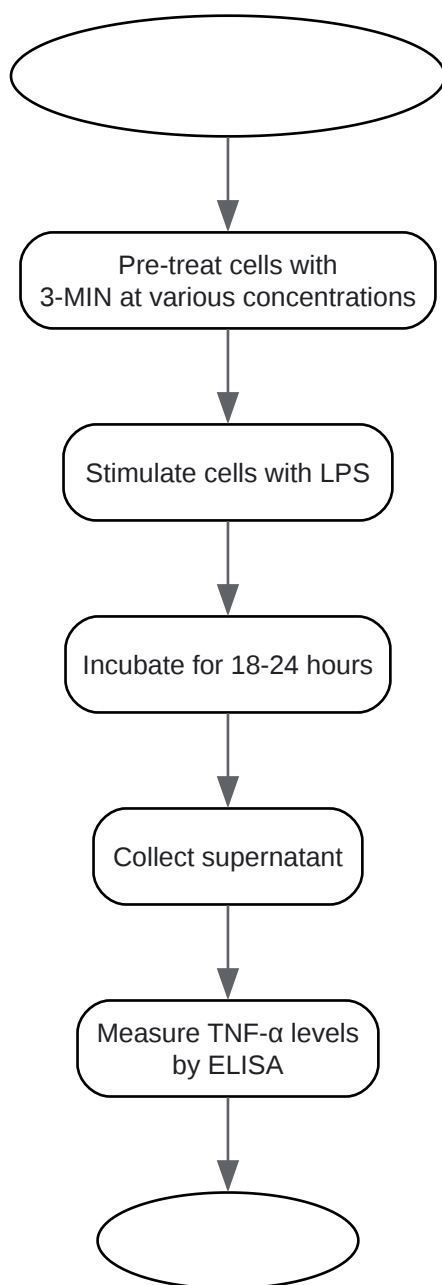 Pre-treat cells with
3-MIN at various concentrations
Stimulate cells with LPS
Incubate for 18-24 hours
Collect supernatant
Measure TNF-α levels
by ELISA